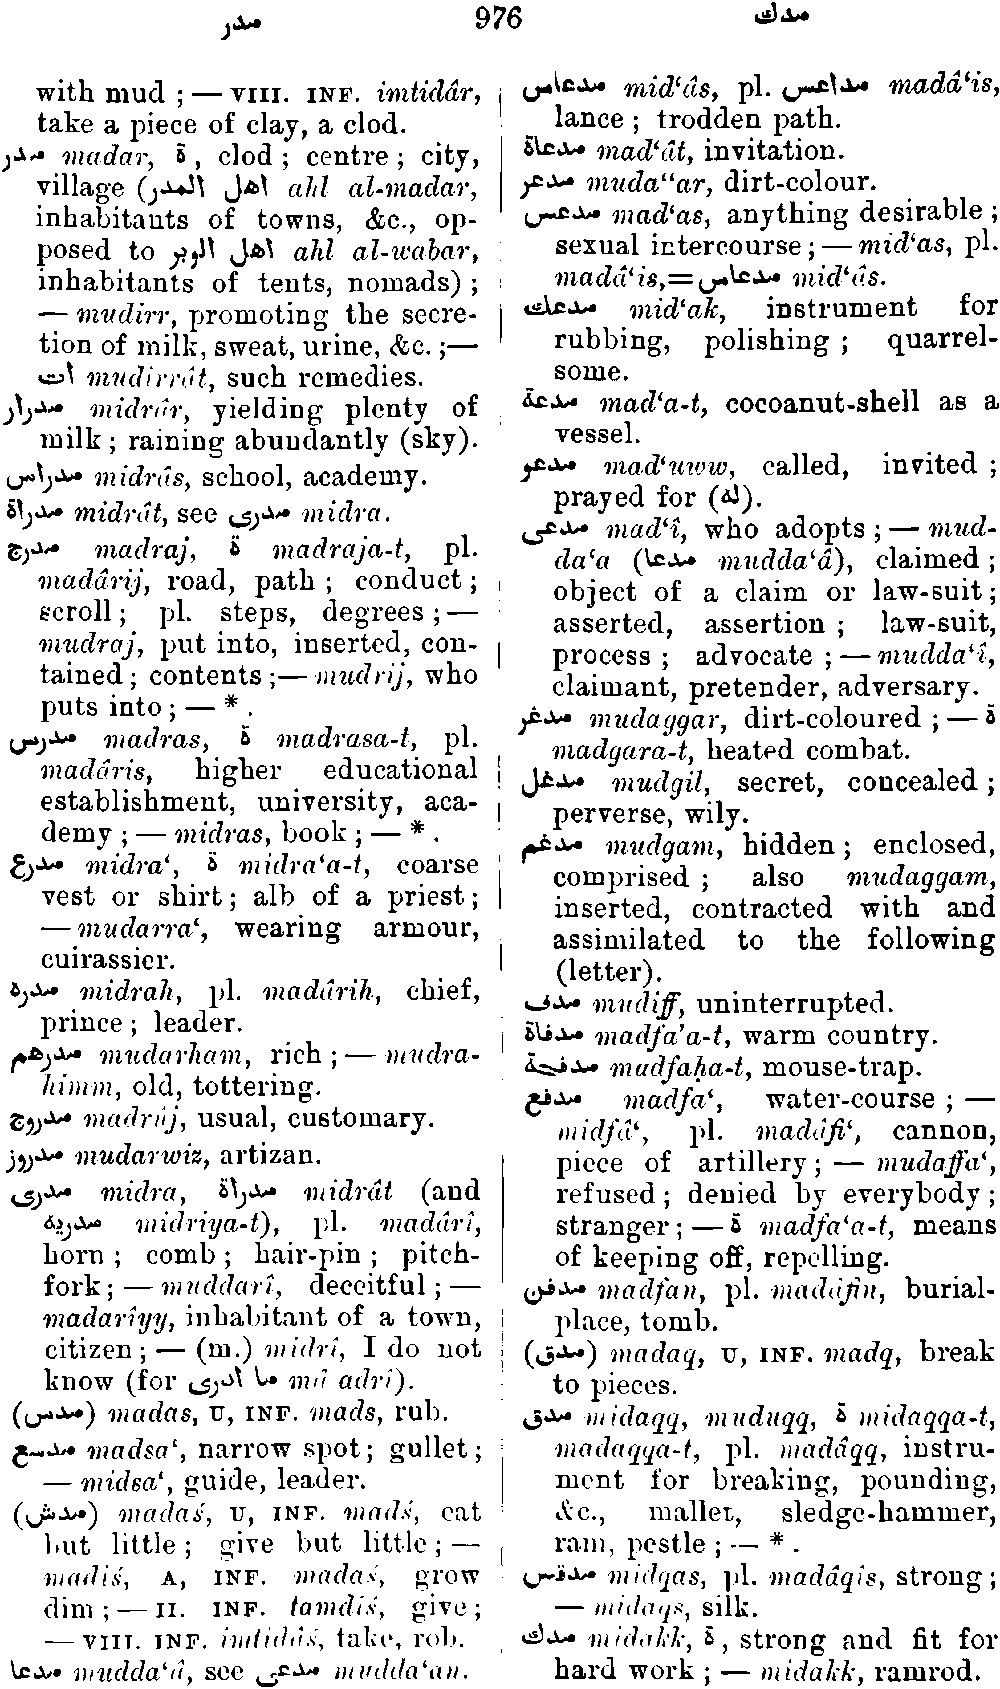 مدر 976 مدك
with mud ; — VIII. INF. imtidâr,
take a piece of clay, a clod.
مدر madar, ة, clod ; centre ; city,
village (اهل المدر ahl al-madar,
inhabitants of towns, &c., op-
posed to اهل الوبر ahl al-wabar,
inhabitants of tents, nomads) ;
— mudirr, promoting the secre-
tion of milk, sweat, urine, &c. ;—
ات mudirrât, such remedies.
مدرار midrâr, yielding plenty of
milk ; raining abundantly (sky).
مدراس midrâs, school, academy.
مدراة midrât, see مدرى midra.
مدرج madraj, ة madraja-t, pl.
madârij, road, path ; conduct ;
scroll ; pl. steps, degrees ; —
mudraj, put into, inserted, con-
tained ; contents ;— mudrij, who
puts into ; — * .
مدرس madras, ة madrasa-t, pl.
madâris, higher educational
establishment, university, aca-
demy ; — midras, book ; — * .
مدرع midra‘, ة midra‘a-t, coarse
vest or shirt ; alb of a priest ;
— mudarra‘, wearing armour,
cuirassier.
مدره midrah, pl. madârih, chief,
prince ; leader.
مدرهم mudarham, rich ; — mudra-
himm, old, tottering.
مدروج madrûj, usual, customary.
مدروز mudarwiz, artizan.
مدرى midra, مدراة midrât (and
مدرية midriya-t), pl. madârî,
horn ; comb ; hair-pin ; pitch-
fork ; — muddarî, deceitful ; —
madarîyy, inhabitant of a town,
citizen ; — (m.) midrî, I do not
know (for ما ادرى mâ adrî).
(مدس) madas, U, INF. mads, rub.
مدسع madsa‘, narrow spot ; gullet ;
— midsa‘, guide, leader.
(مدش) madaś, U, INF. madś, eat
but little ; give but little ; —
madiś, A, INF. madaś, grow
dim ; — II. INF. tamdîś, give ;
— VIII. INF. imtidâś, take, rob.
مدعا mudda‘â, see مدعى mudda‘an.
مدعاس mid‘âs, pl. مداعس madâ‘is,
lance ; trodden path.
مدعاة mad‘ât, invitation.
مدعر muda‘‘ar, dirt-colour.
مدعس mad‘as, anything desirable ;
sexual intercourse ; — mid‘as, pl.
madâ‘is,= مدعاس mid‘âs.
مدعك mid‘ak, instrument for
rubbing, polishing ; quarrel-
some.
مدعة mad‘a-t, cocoanut-shell as a
vessel.
مدعو mad‘uww, called, invited ;
prayed for (له).
مدعى mad‘î, who adopts ; — mud-
da‘a (مدعا mudda‘â), claimed ;
object of a claim or law-suit ;
asserted, assertion ; law-suit,
process ; advocate ; — mudda‘î,
claimant, pretender, adversary.
مدغر mudaggar, dirt-coloured ; — ة
madgara-t, heated combat.
مدغل mudgil, secret, concealed ;
perverse, wily.
مدغم mudgam, hidden ; enclosed,
comprised ; also mudaggam,
inserted, contracted with and
assimilated to the following
(letter).
مدف mudiff, uninterrupted.
مدفاة madfa’a-t, warm country.
مدفحة madfaḥa-t, mouse-trap.
مدفع madfa‘, water-course ; —
midfâ‘, pl. madâfi‘, cannon,
piece of artillery ; — mudaffa‘,
refused ; denied by everybody ;
stranger ; — ة madfa‘a-t, means
of keeping off, repelling.
مدفن madfan, pl. madâfin, burial-
place, tomb.
(مدق) madaq, U, INF. madq, break
to pieces.
مدق midaqq, muduqq, ة midaqqa-t,
madaqqa-t, pl. madâqq, instru-
ment for breaking, pounding,
&c., mallet, sledge-hammer,
ram, pestle ; — * .
مدقس midqas, pl. madâqis, strong ;
— midaqs, silk.
مدك midakk, ة, strong and fit for
hard work ; — midakk, ramrod.